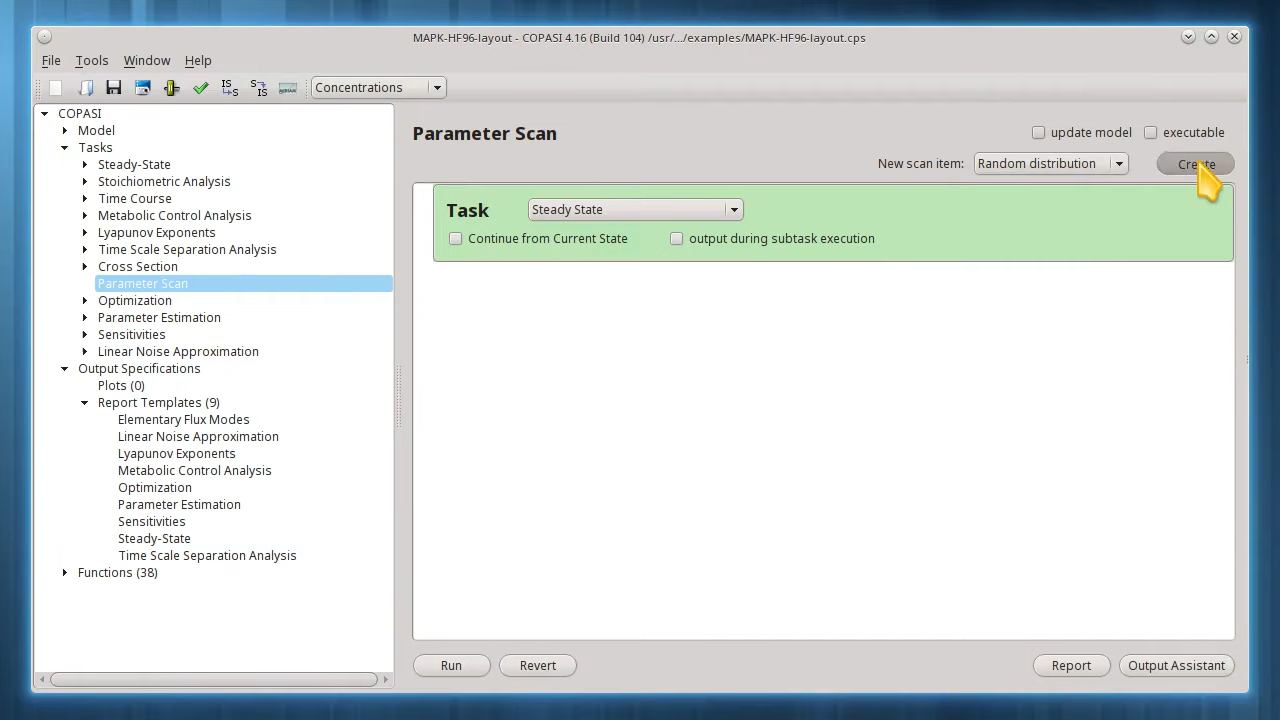 MAPK-HF96-layout - COPASI 4.16 (Build 104) /usr/.../examples/MAPK-HF96-layout.cps
File Tools Window Help
Concentrations
COPASI
Model
Tasks
Steady-State
Stoichiometric Analysis
Time Course
Metabolic Control Analysis
Lyapunov Exponents
Time Scale Separation Analysis
Cross Section
Parameter Scan
Optimization
Parameter Estimation
Sensitivities
Linear Noise Approximation
Output Specifications
Plots (0)
Report Templates (9)
Elementary Flux Modes
Linear Noise Approximation
Lyapunov Exponents
Metabolic Control Analysis
Optimization
Parameter Estimation
Sensitivities
Steady-State
Time Scale Separation Analysis
Functions (38)
Parameter Scan
update model executable
New scan item: Random distribution Create
Task Steady State
Continue from Current State output during subtask execution
Run Revert Report Output Assistant